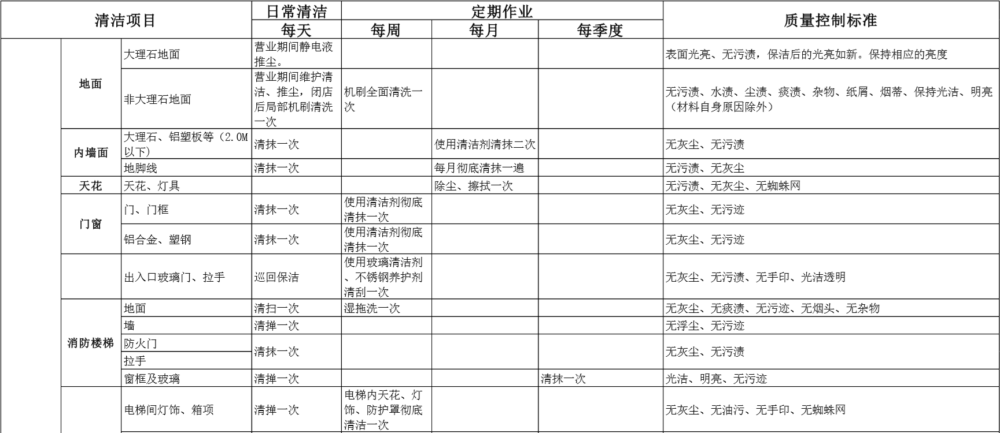 清洁项目
日常清洁
定期作业
质量控制标准
每天
每周
每月
每季度
地面
大理石地面
营业期间静电液
推尘。
表面光亮、无污渍，保洁后的光亮如新。保持相应的亮度
非大理石地面
营业期间维护清
洁、推尘，闭店
后局部机刷清洗
一次
机刷全面清洗一
次
无污渍、水渍、尘渍、痰渍、杂物、纸屑、烟蒂、保持光洁、明亮
（材料自身原因除外）
内墙面
大理石、铝塑板等（2.0M
以下)
清抹一次
使用清洁剂清抹二次
无灰尘、无污渍
地脚线
清抹一次
每月彻底清抹一遍
无污渍、无灰尘
天花
天花、灯具
除尘、擦拭一次
无污渍、无灰尘、无蜘蛛网
门窗
门、门框
清抹一次
使用清洁剂彻底
清抹一次
无灰尘、无污迹
铝合金、塑钢
清抹一次
使用清洁剂彻底
清抹一次
无灰尘、无污迹
出入口玻璃门、拉手
巡回保洁
使用玻璃清洁剂
、不锈钢养护剂
清刮一次
无灰尘、无污渍、无手印、光洁透明
消防楼梯
地面
清扫一次
湿拖洗一次
无灰尘、无痰渍、无污迹、无烟头、无杂物
墙
清掸一次
无浮尘、无污迹
防火门
拉手
清抹一次
无灰尘、无污渍
窗框及玻璃
清掸一次
清抹一次
光洁、明亮、无污迹
电梯间灯饰、箱项
清掸一次
电梯内天花、灯
饰、防护罩彻底
清洁一次
无灰尘、无油污、无手印、无蜘蛛网